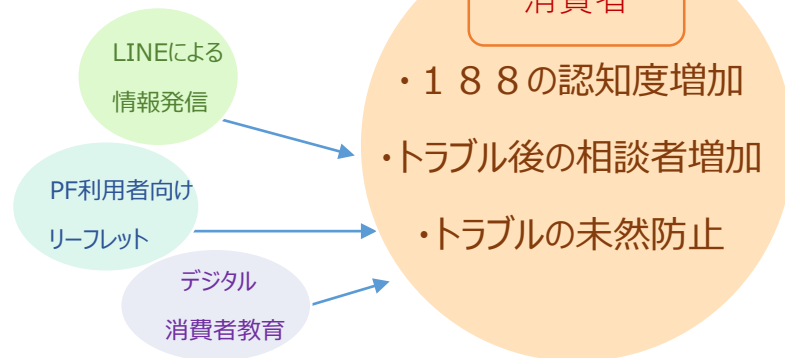 消費者
LINEによる
情報発信
・１８８の認知度増加
・トラブル後の相談者増加
PF利用者向け
リーフレット
・トラブルの未然防止
デジタル
消費者教育